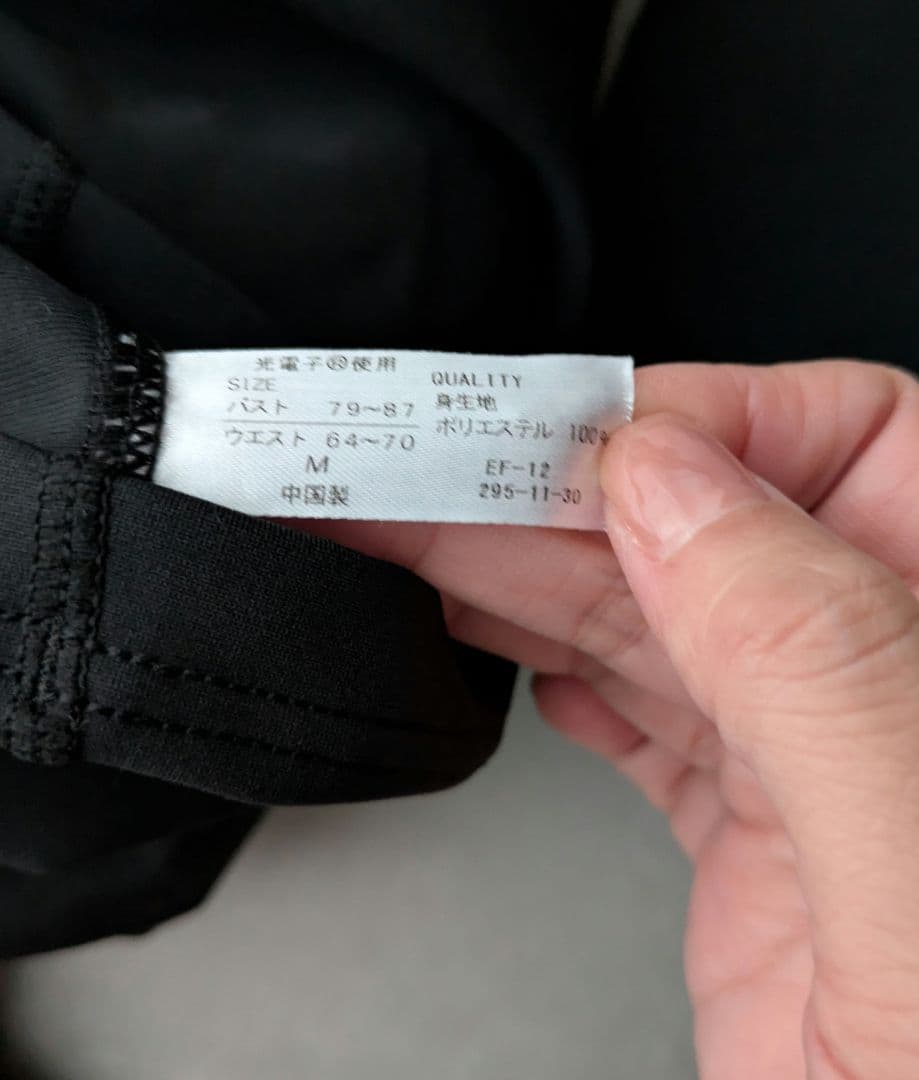 光電子®使用
SIZE
バスト 79~87
ウエスト 64~70
M
中国製
QUALITY
身生地
ポリエステル 100%
EF-12
295-11-30